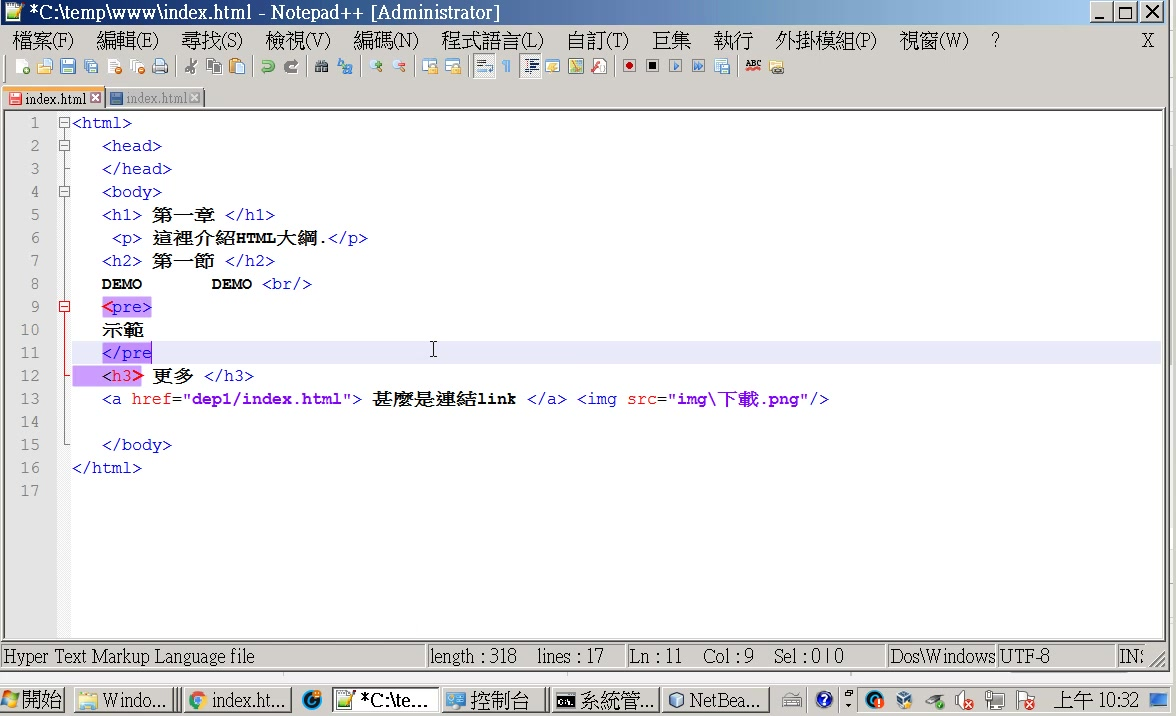 *C:\temp\www\index.html - Notepad++ [Administrator]
檔案(F) 編輯(E) 尋找(S) 檢視(V) 編碼(N) 程式語言(L) 自訂(T) 巨集 執行 外掛模組(P) 視窗(W) ? X
ABC
index.html index.html
1 <html>
2 <head>
3 </head>
4 <body>
5 <h1> 第一章 </h1>
6 <p> 這裡介紹HTML大綱.</p>
7 <h2> 第一節 </h2>
8 DEMO DEMO <br/>
9 <pre>
10 示範
11 </pre
12 <h3> 更多 </h3>
13 <a href="dep1/index.html"> 甚麼是連結link </a> <img src="img\下載.png"/>
14
15 </body>
16 </html>
17
Hyper Text Markup Language file length : 318 lines : 17 Ln : 11 Col : 9 Sel : 0 | 0 Dos\Windows UTF-8 INS
開始 Windo... index.ht... *C:\te... 控制台 系統管... NetBea... 上午 10:32